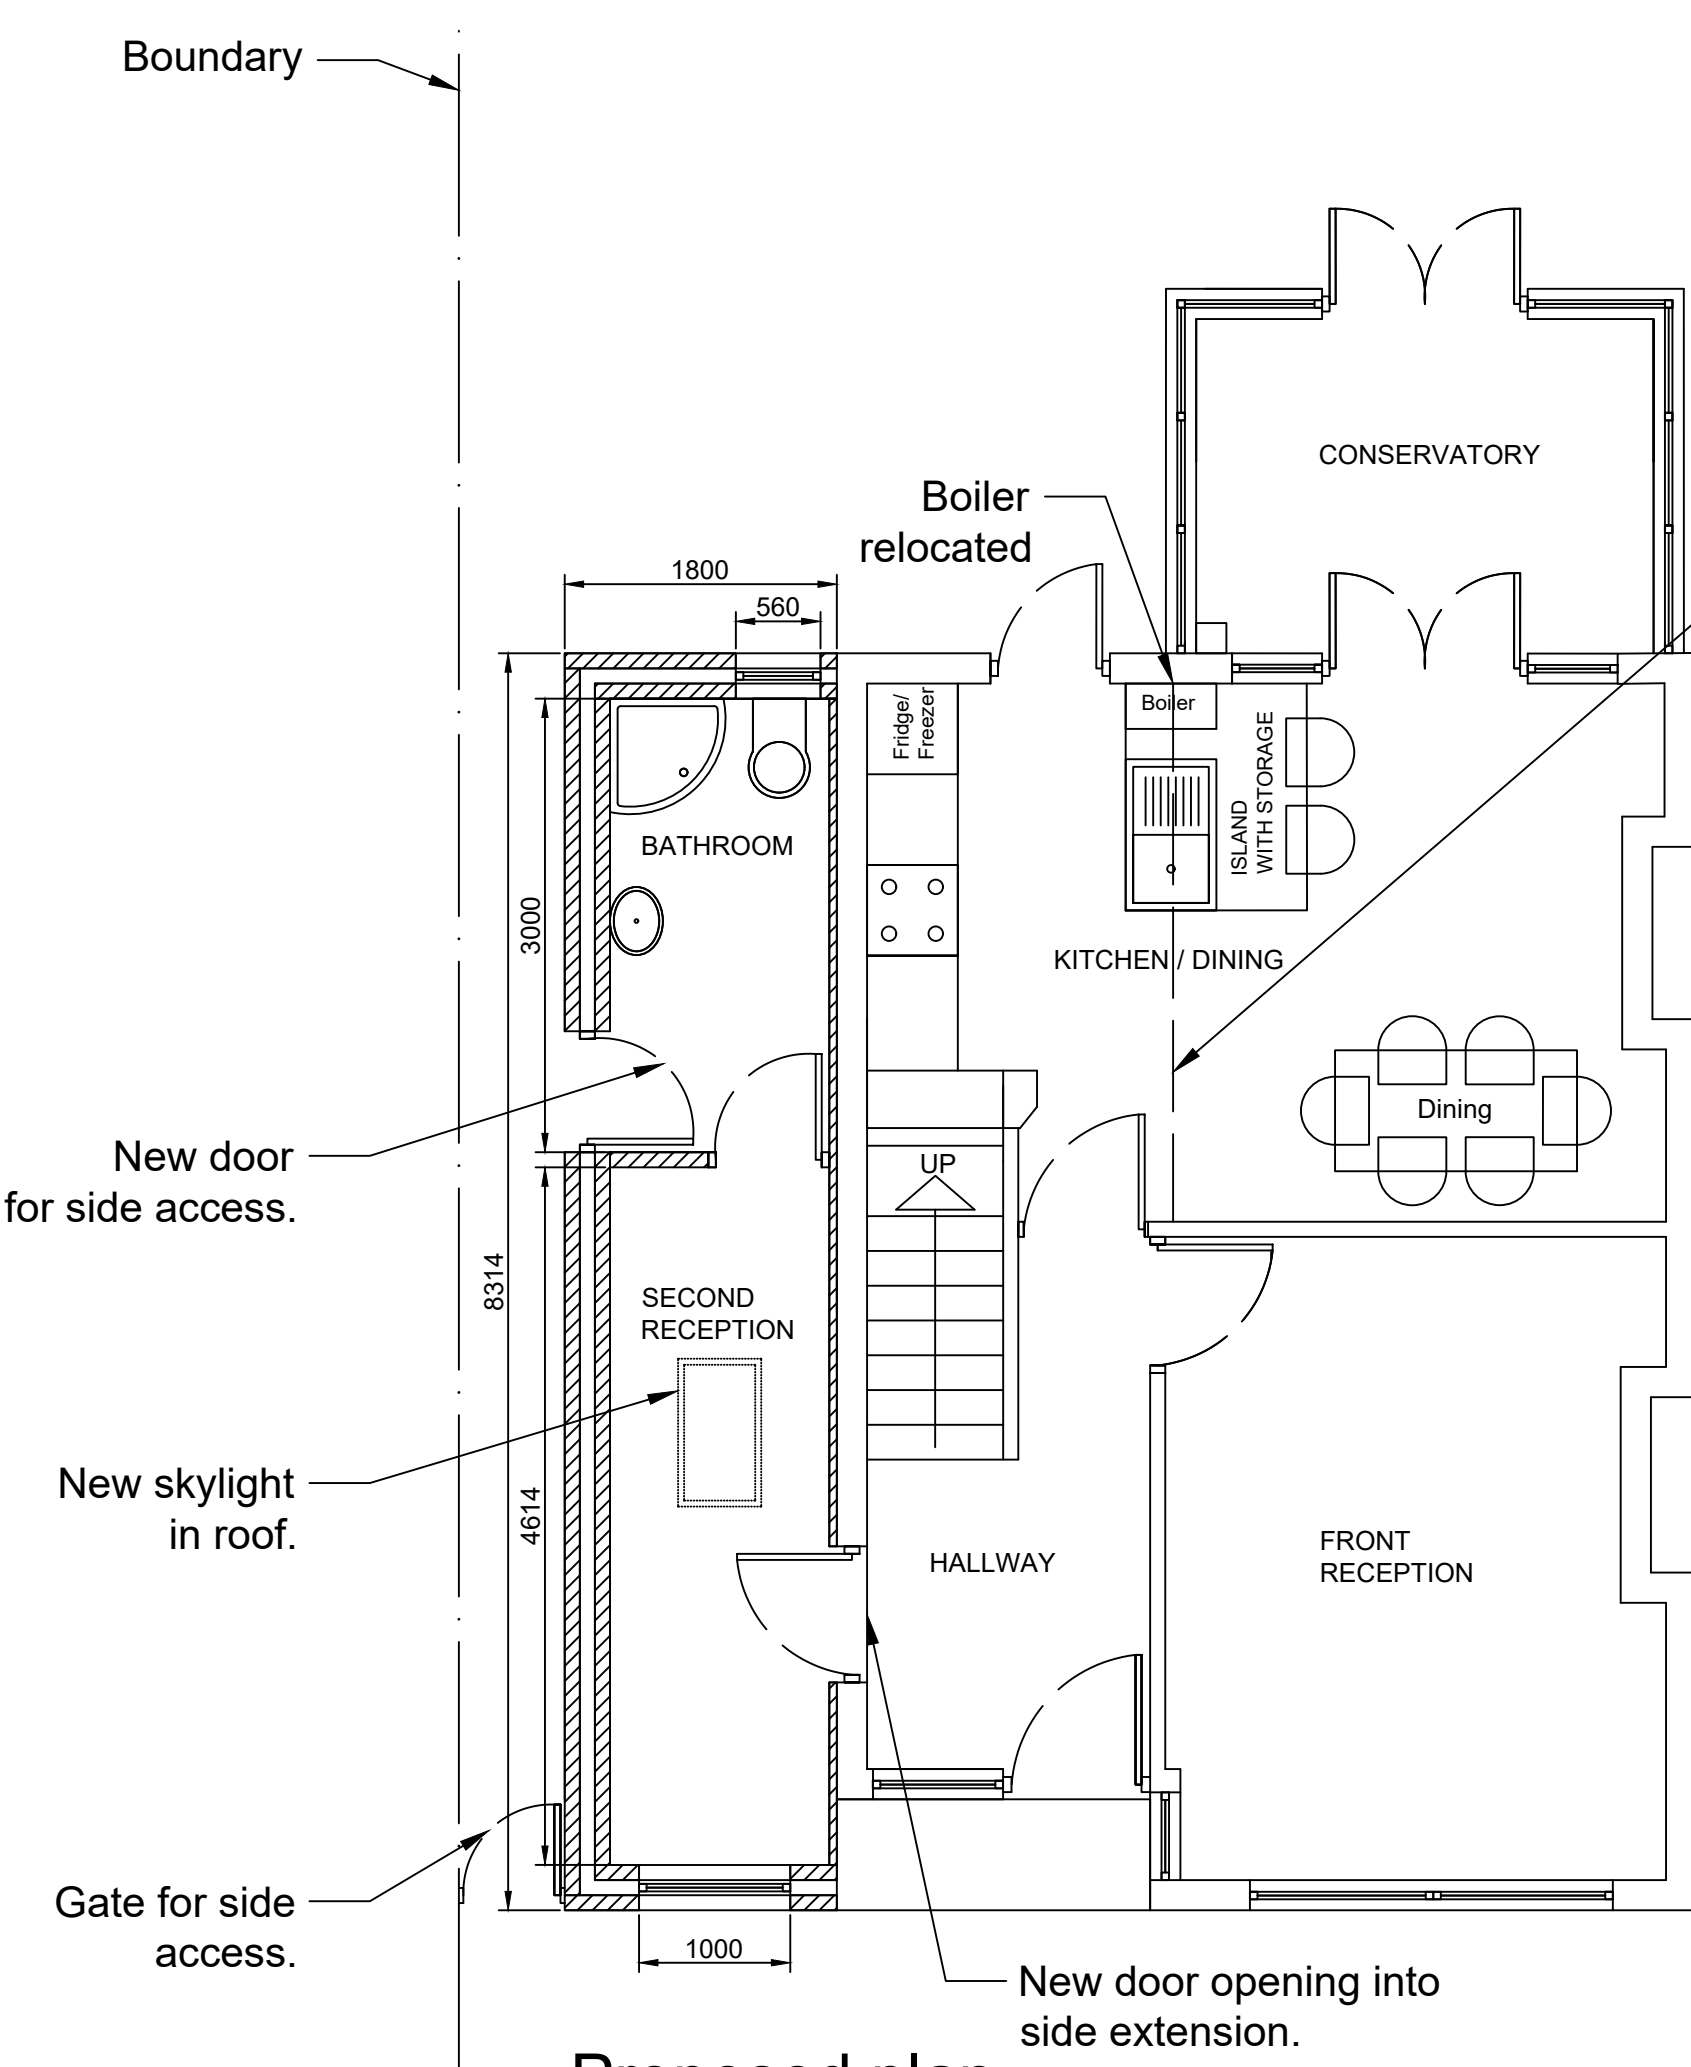 Boundary
CONSERVATORY
Boiler
relocated
1800
560
Fridge/
Freezer
Boiler
ISLAND
WITH STORAGE
BATHROOM
3000
KITCHEN / DINING
Dining
New door
for side access.
UP
8314
SECOND
RECEPTION
New skylight
in roof.
4614
HALLWAY
FRONT
RECEPTION
Gate for side
access.
1000
New door opening into
side extension.
Proposed plan